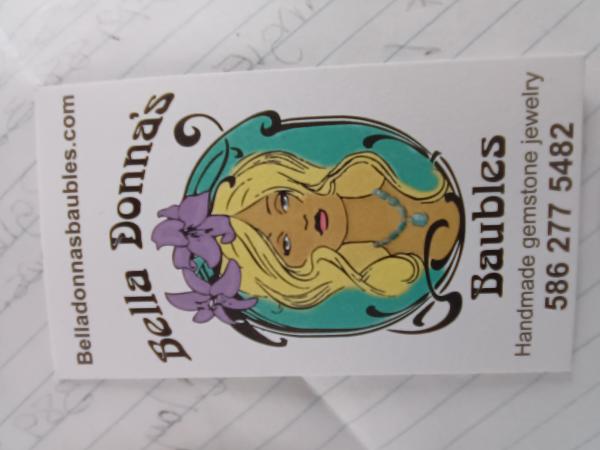 Belladonnasbaubles.com
Bella Donna's
Baubles
Handmade gemstone jewelry
586 277 5482